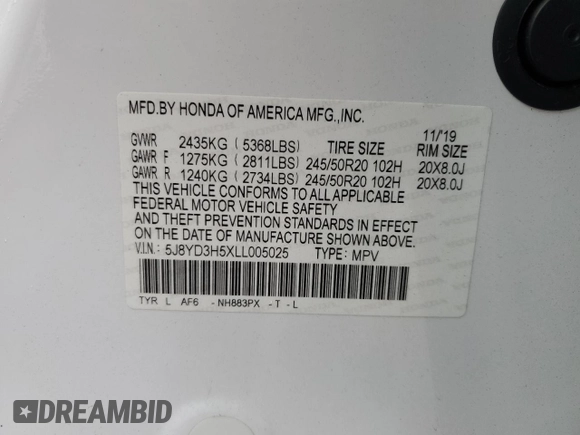 MFD.BY HONDA OF AMERICA MFG.,INC.
11/19
GVWR 2435KG ( 5368LBS) TIRE SIZE RIM SIZE
GAWR F 1275KG ( 2811LBS) 245/50R20 102H 20X8.0J
GAWR R 1240KG ( 2734LBS) 245/50R20 102H 20X8.0J
THIS VEHICLE CONFORMS TO ALL APPLICABLE
FEDERAL MOTOR VEHICLE SAFETY
AND THEFT PREVENTION STANDARDS IN EFFECT
ON THE DATE OF MANUFACTURE SHOWN ABOVE.
V.I.N.: 5J8YD3H5XLL005025 TYPE: MPV
TYR L AF6 - NH883PX - T - L
DREAMBID